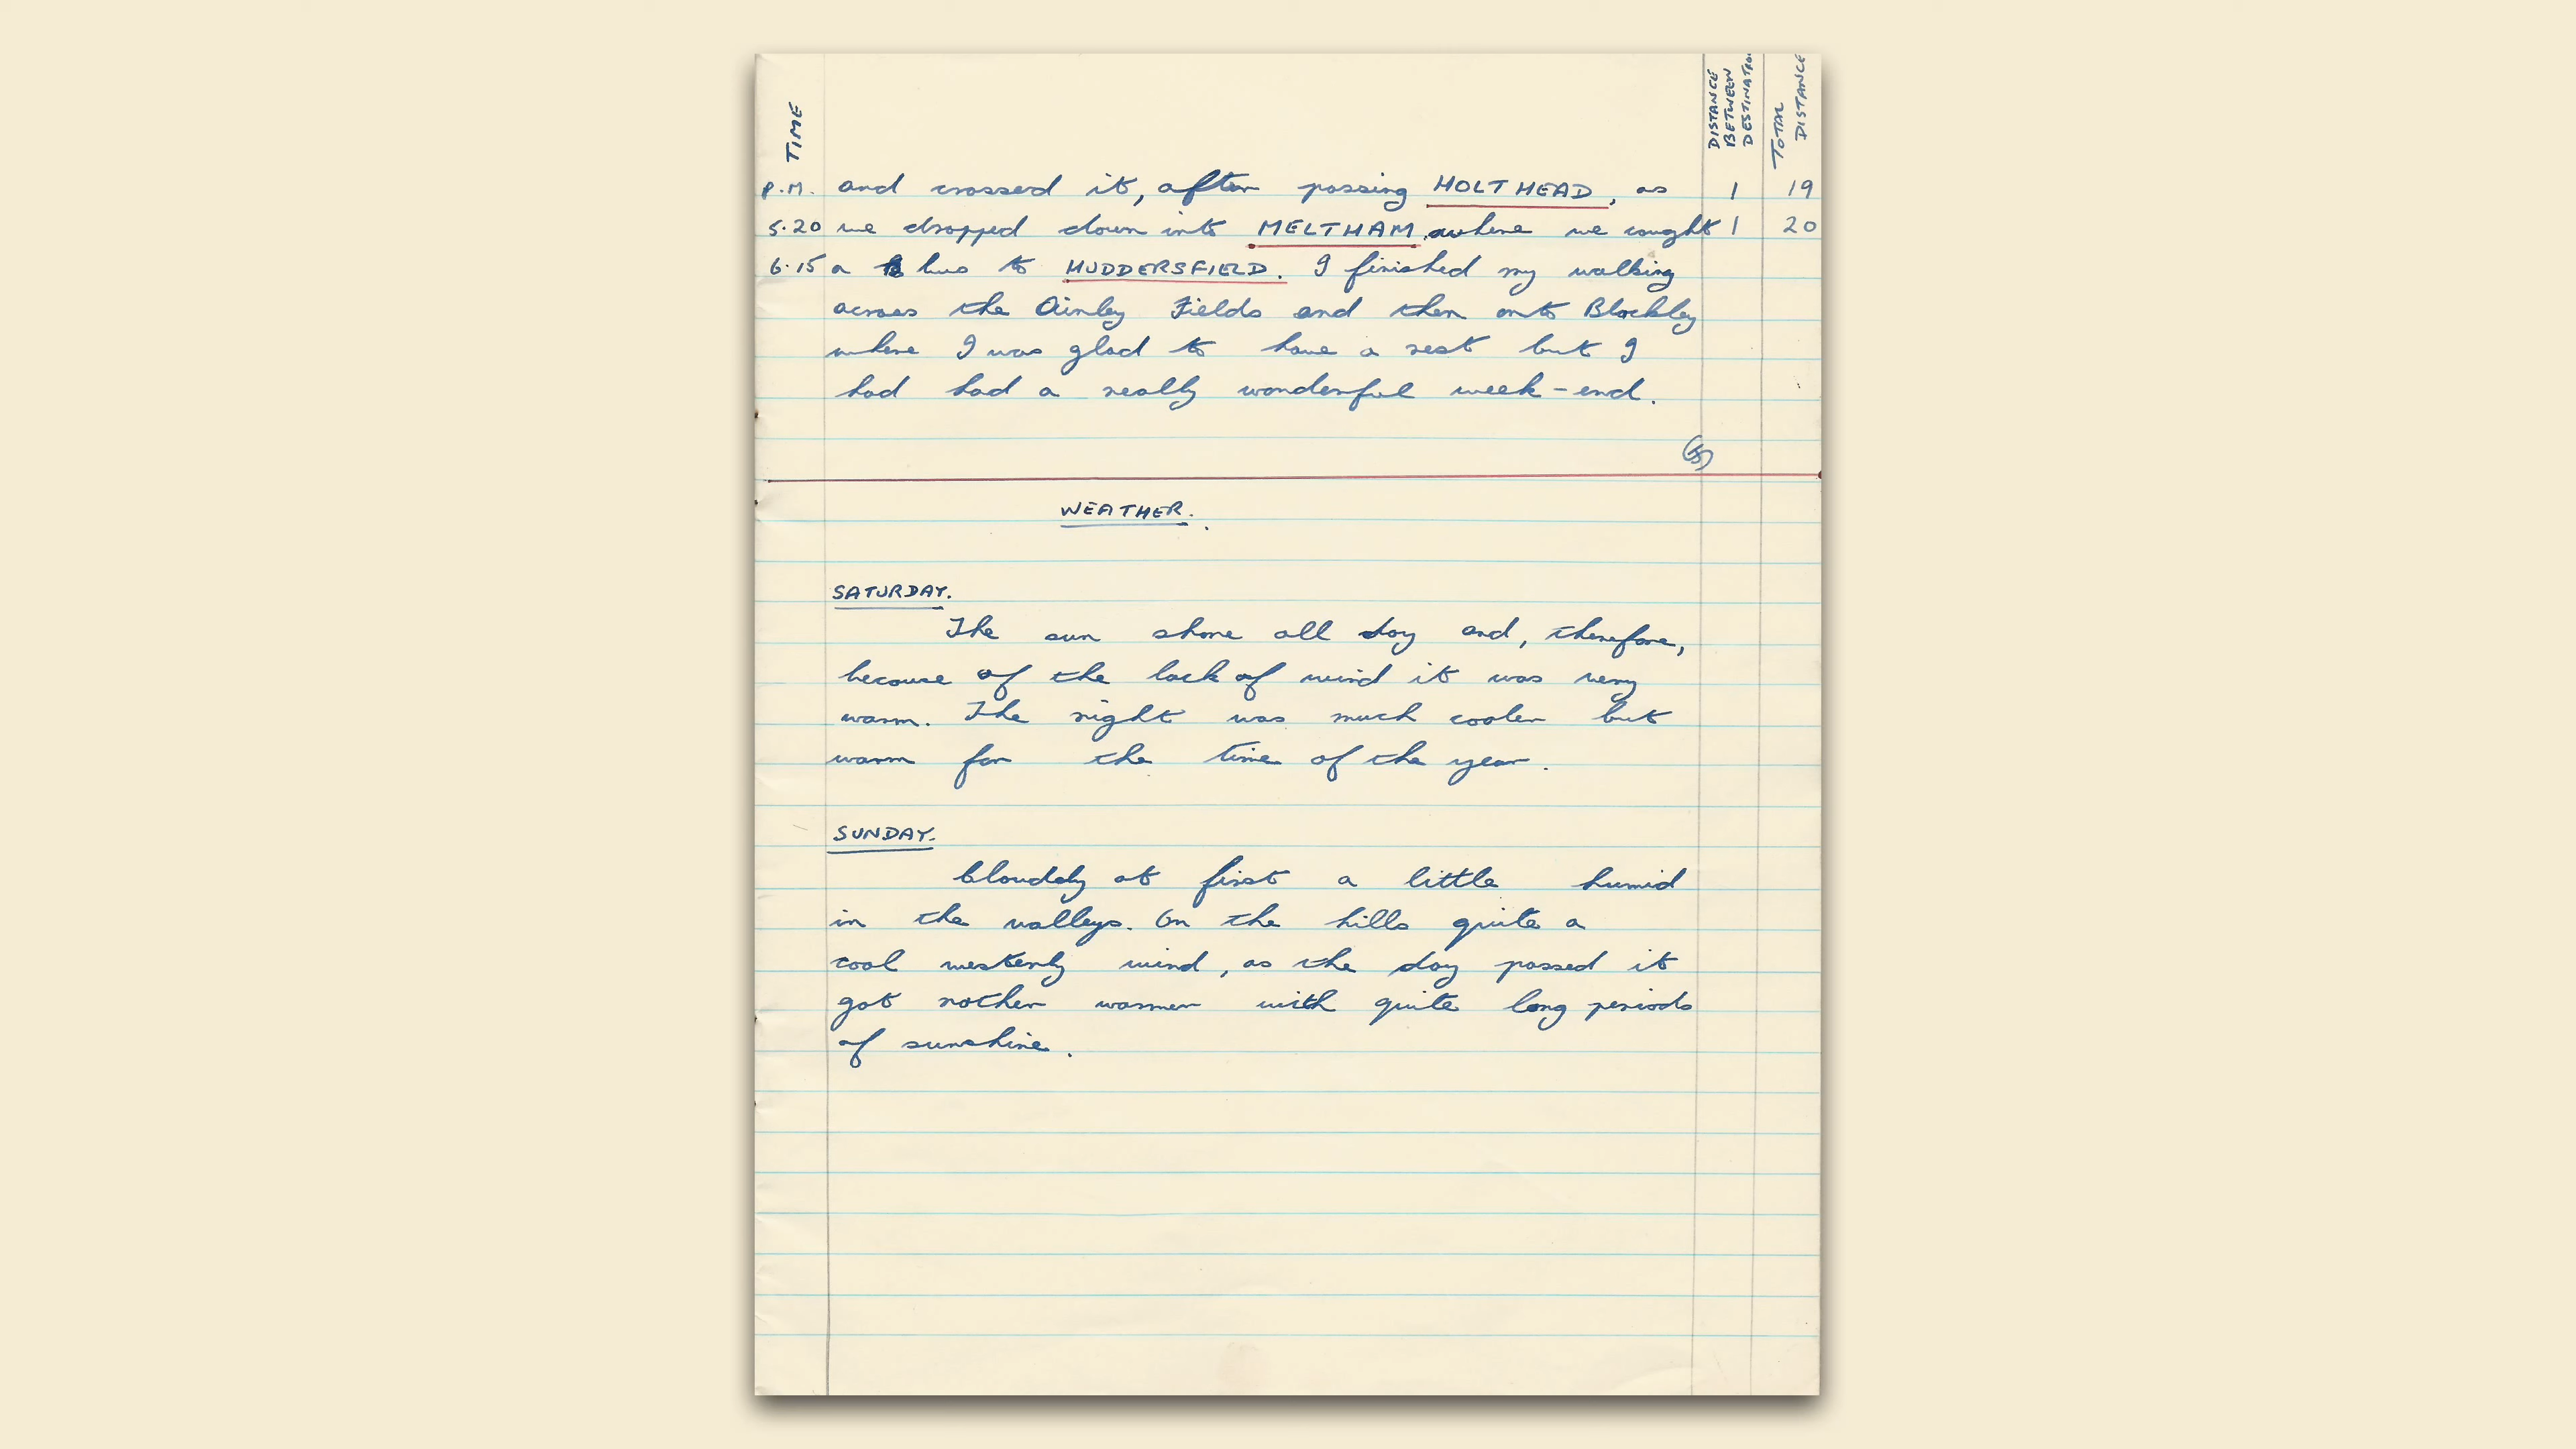 TIME
DISTANCE
BETWEEN
DESTINATION
TOTAL
DISTANCE
P.M. and crossed it, after passing HOLT HEAD, as 1 19
5.20 we dropped down into MELTHAM where we caught 1 20
6.15 a bus to HUDDERSFIELD. I finished my walking
across the Ainley Fields and then onto Blackley
where I was glad to have a rest but I
had had a really wonderful week-end.
WEATHER.
SATURDAY.
The sun shone all day and, therefore,
because of the lack of wind it was very
warm. The night was much cooler but
warm for the time of the year.
SUNDAY.
Cloudy at first a little humid
in the valleys. On the hills quite a
cool westerly wind, as the day passed it
got rather warmer with quite long periods
of sunshine.